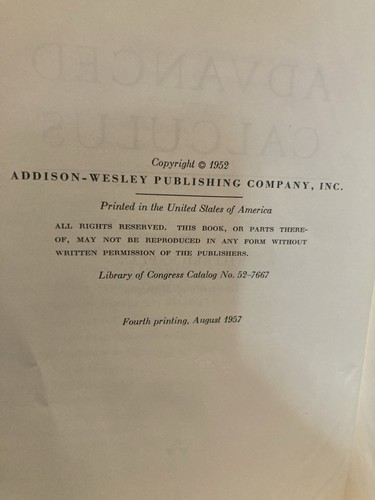 ADVANCED
CALCULUS
Copyright © 1952
ADDISON-WESLEY PUBLISHING COMPANY, INC.
Printed in the United States of America
ALL RIGHTS RESERVED. THIS BOOK, OR PARTS THERE-
OF, MAY NOT BE REPRODUCED IN ANY FORM WITHOUT
WRITTEN PERMISSION OF THE PUBLISHERS.
Library of Congress Catalog No. 52-7667
Fourth printing, August 1957